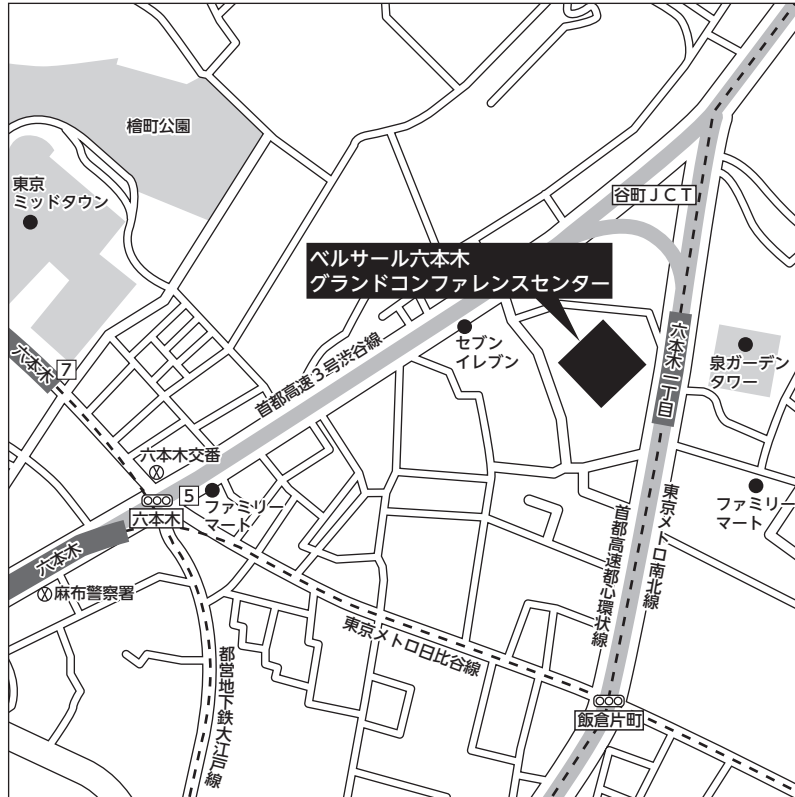 檜町公園
東京
ミッドタウン
谷町ＪＣＴ
ベルサール六本木
グランドコンファレンスセンター
首都高速３号渋谷線
セブン
イレブン
六本木一丁目
泉ガーデン
タワー
六本木
7
六本木交番
5
ファミリー
マート
六本木
六本木
麻布警察署
ファミリー
マート
首都高速都心環状線
東京メトロ南北線
東京メトロ日比谷線
都営地下鉄大江戸線
飯倉片町